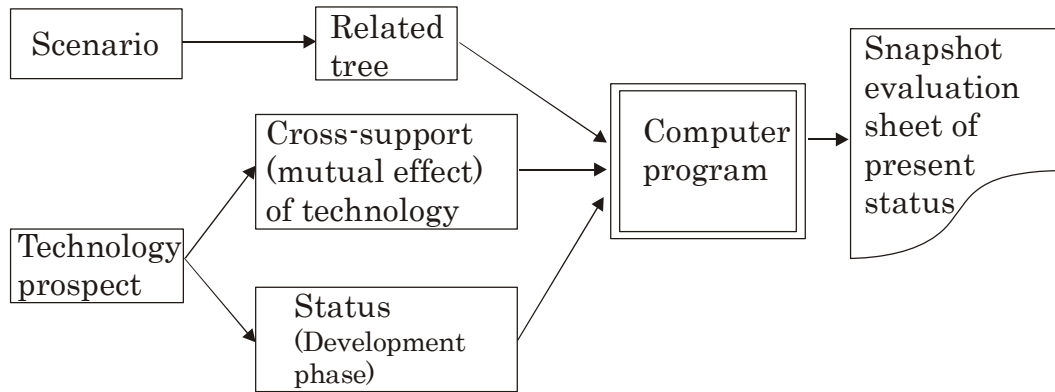 Scenario
Related
tree
Cross-support
(mutual effect)
of technology
Technology
prospect
Status
(Development
phase)
Computer
program
Snapshot
evaluation
sheet of
present
status